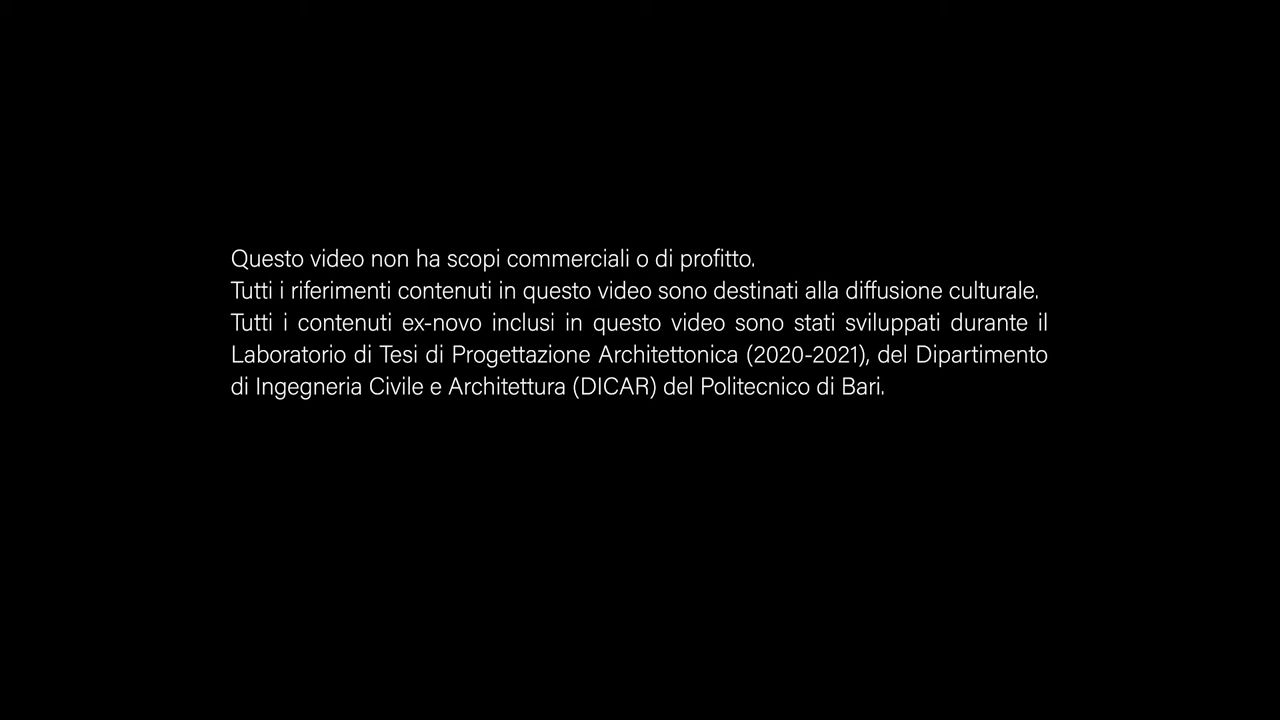 Questo video non ha scopi commerciali o di profitto.
Tutti i riferimenti contenuti in questo video sono destinati alla diffusione culturale.
Tutti i contenuti ex-novo inclusi in questo video sono stati sviluppati durante il
Laboratorio di Tesi di Progettazione Architettonica (2020-2021), del Dipartimento
di Ingegneria Civile e Architettura (DICAR) del Politecnico di Bari.